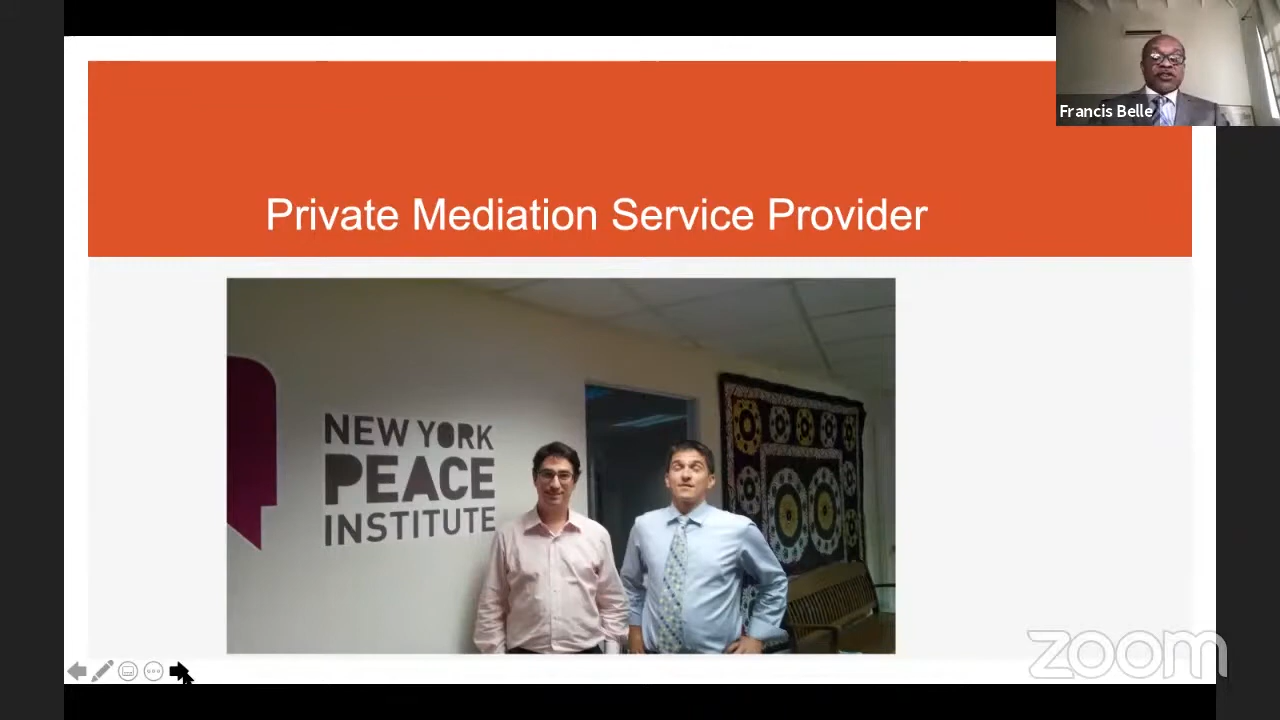 Francis Belle
Private Mediation Service Provider
NEW YORK
PEACE
INSTITUTE
zoom